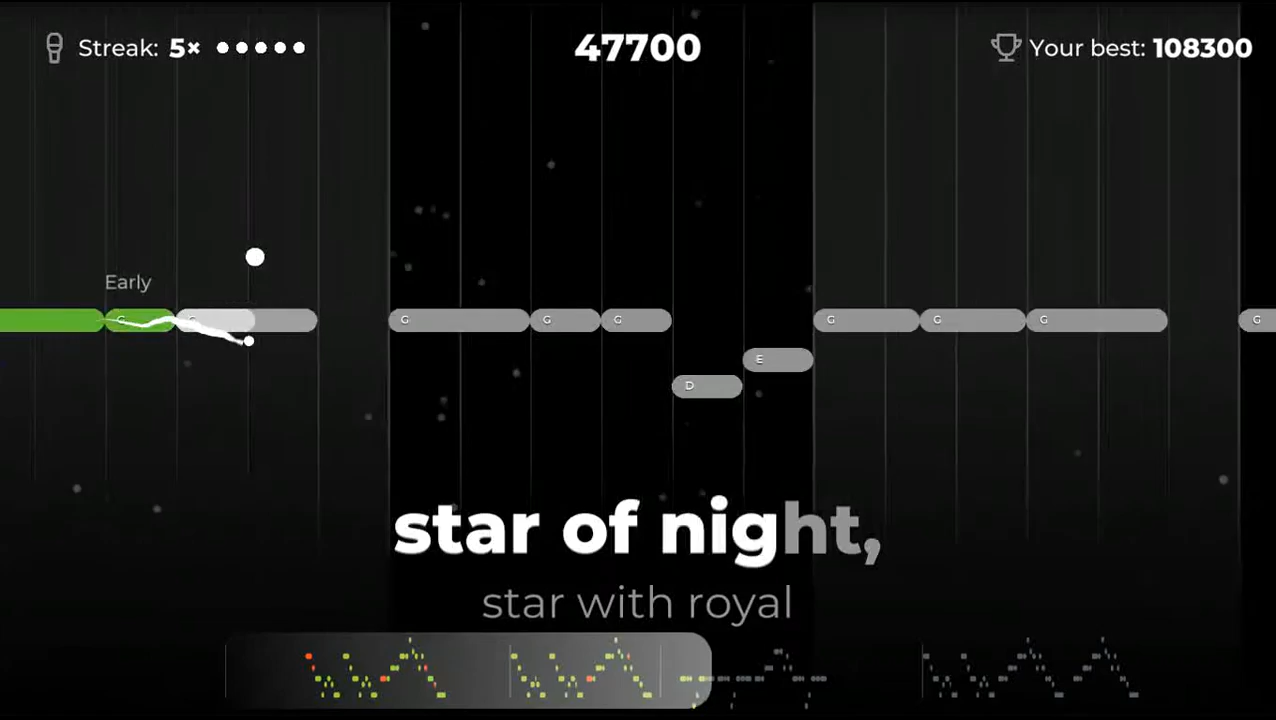 Streak: 5× 47700 Your best: 108300
Early
G G G G G G G G G
E
D
star of night,
star with royal